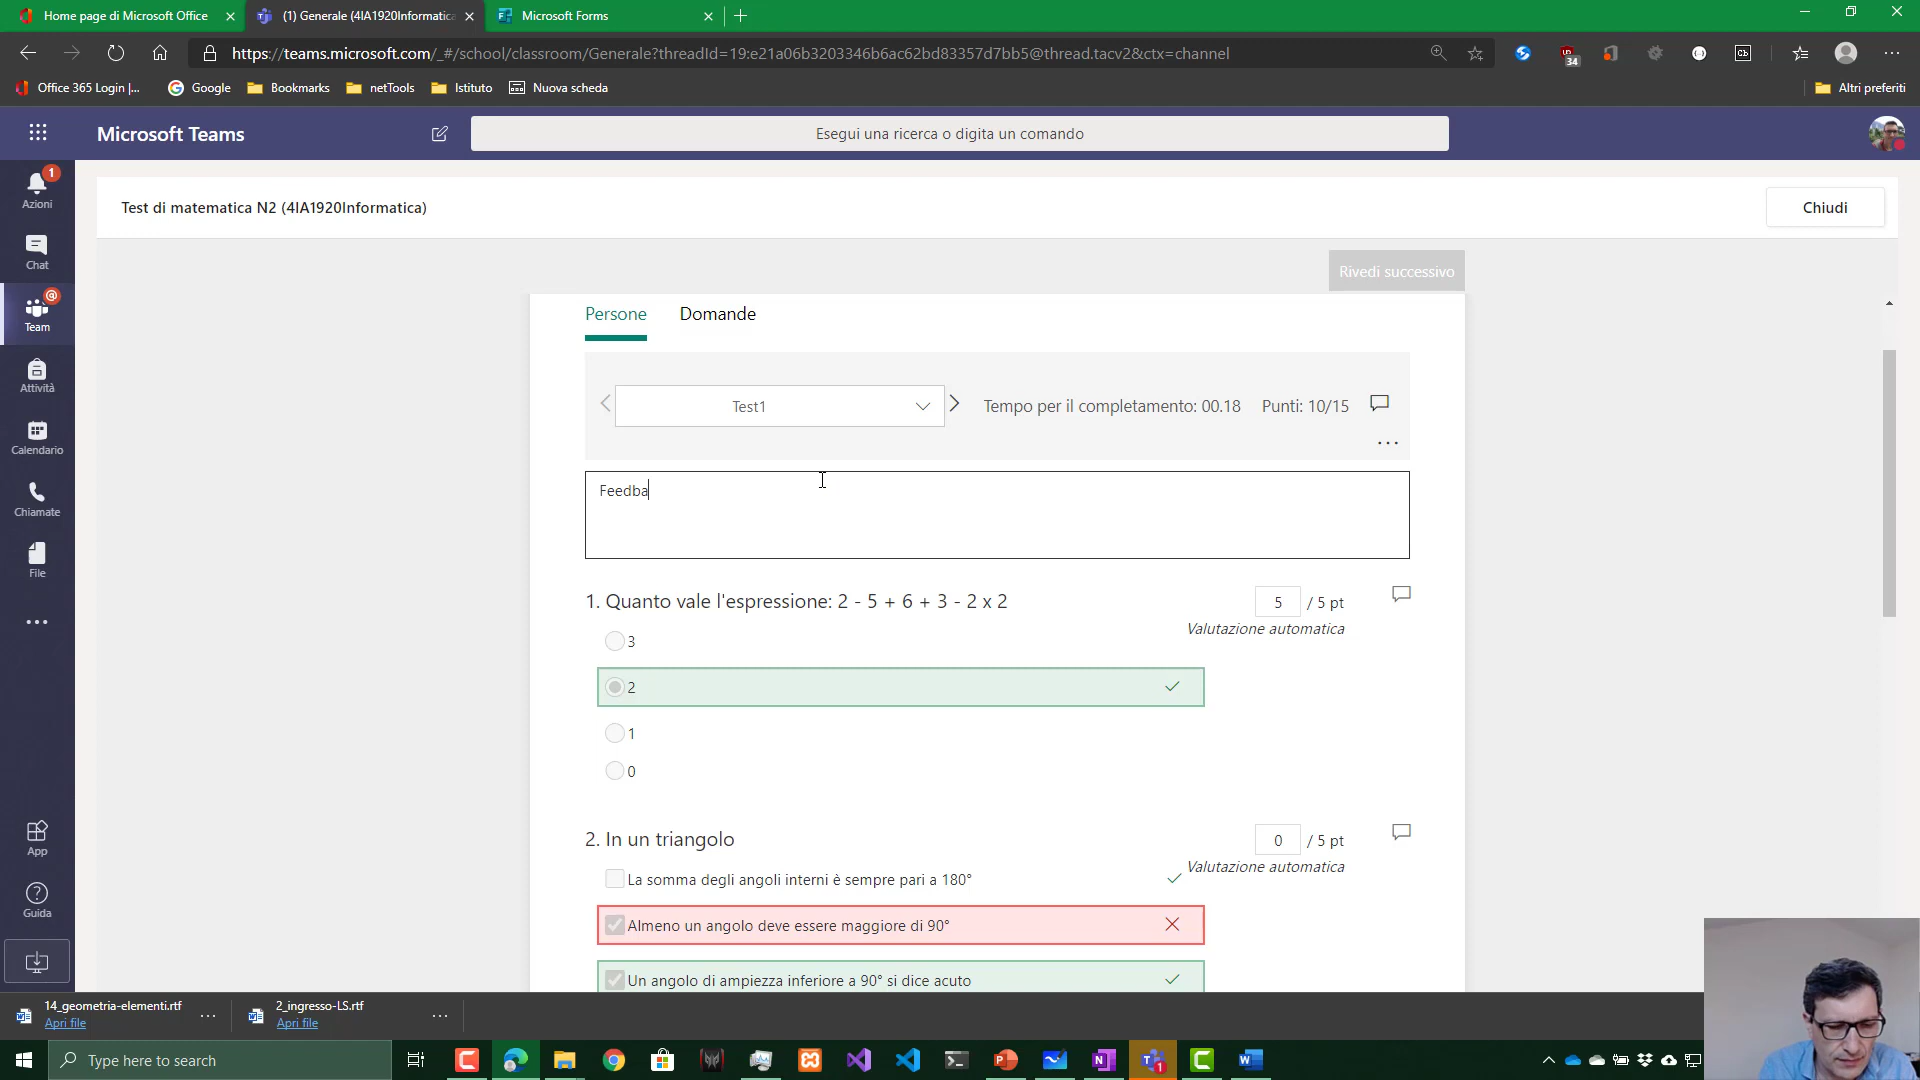 Home page di Microsoft Office
(1) Generale (4IA1920Informatica
Microsoft Forms
https://teams.microsoft.com/_#/school/classroom/Generale?threadId=19:e21a06b3203346b6ac62bd83357d7bb5@thread.tacv2&ctx=channel
34
Office 365 Login |...
Google
Bookmarks
netTools
Istituto
Nuova scheda
Altri preferiti
Microsoft Teams
Esegui una ricerca o digita un comando
1
Azioni
Chat
Team
Attività
Calendario
Chiamate
File
App
Guida
Test di matematica N2 (4IA1920Informatica)
Chiudi
Rivedi successivo
Persone
Domande
Test1
Tempo per il completamento: 00.18
Punti: 10/15
Feedba
1. Quanto vale l'espressione: 2 - 5 + 6 + 3 - 2 x 2
5 / 5 pt
Valutazione automatica
3
2
1
0
2. In un triangolo
0 / 5 pt
Valutazione automatica
La somma degli angoli interni è sempre pari a 180°
Almeno un angolo deve essere maggiore di 90°
Un angolo di ampiezza inferiore a 90° si dice acuto
14_geometria-elementi.rtf
Apri file
2_ingresso-LS.rtf
Apri file
Type here to search